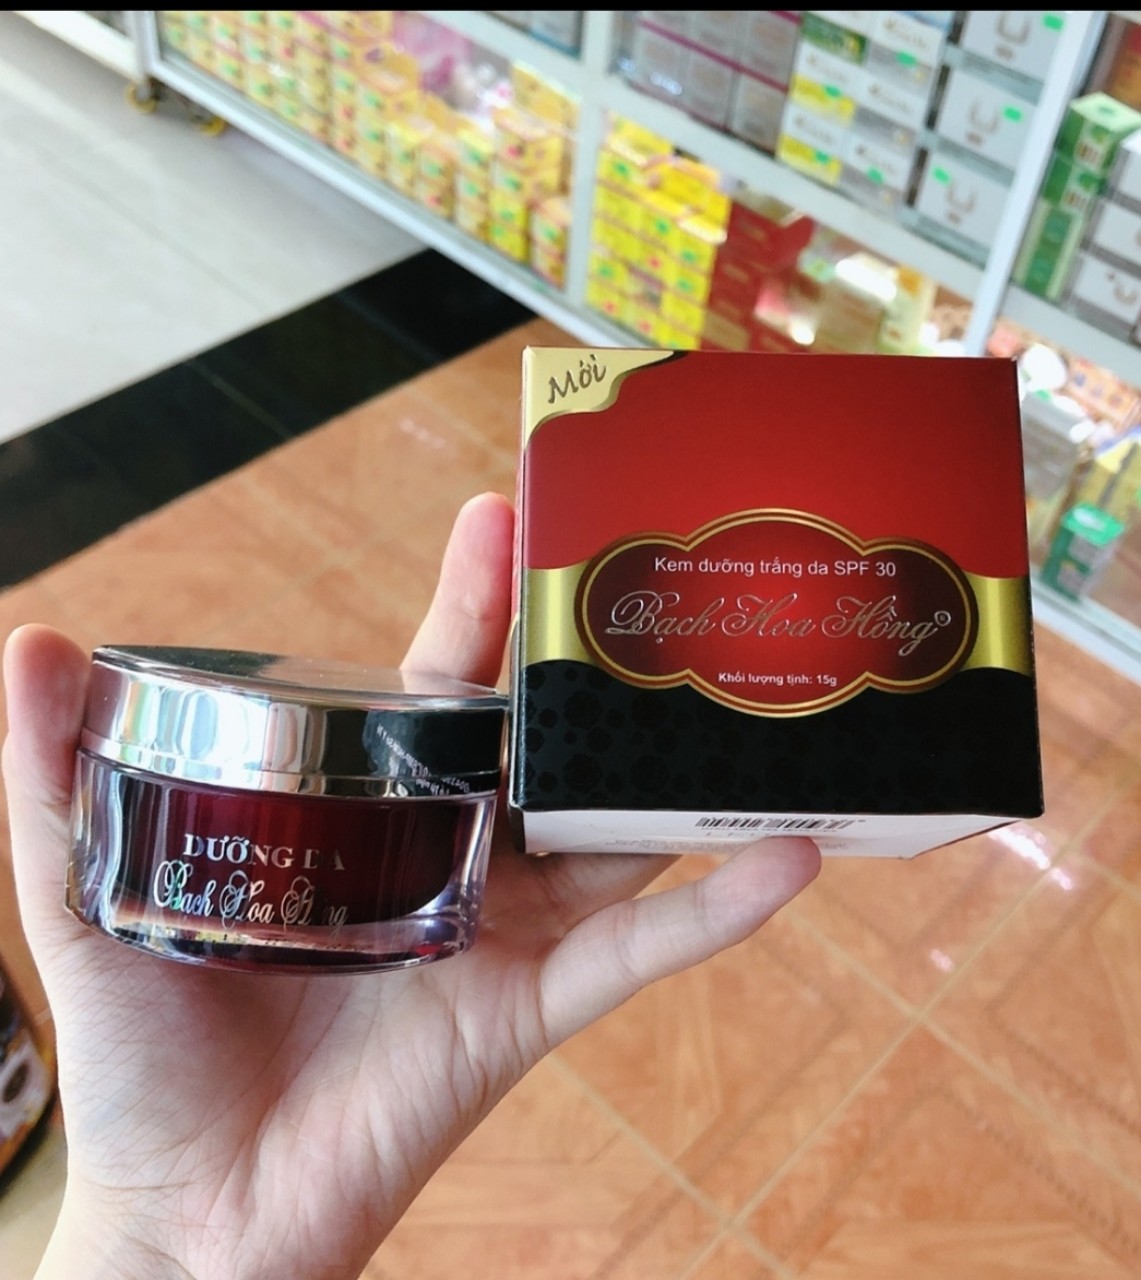 Mới
Kem dưỡng trắng da SPF 30
Bạch Hoa Hồng®
Khối lượng tịnh: 15g
DƯỠNG DA
Bạch Hoa Hồng